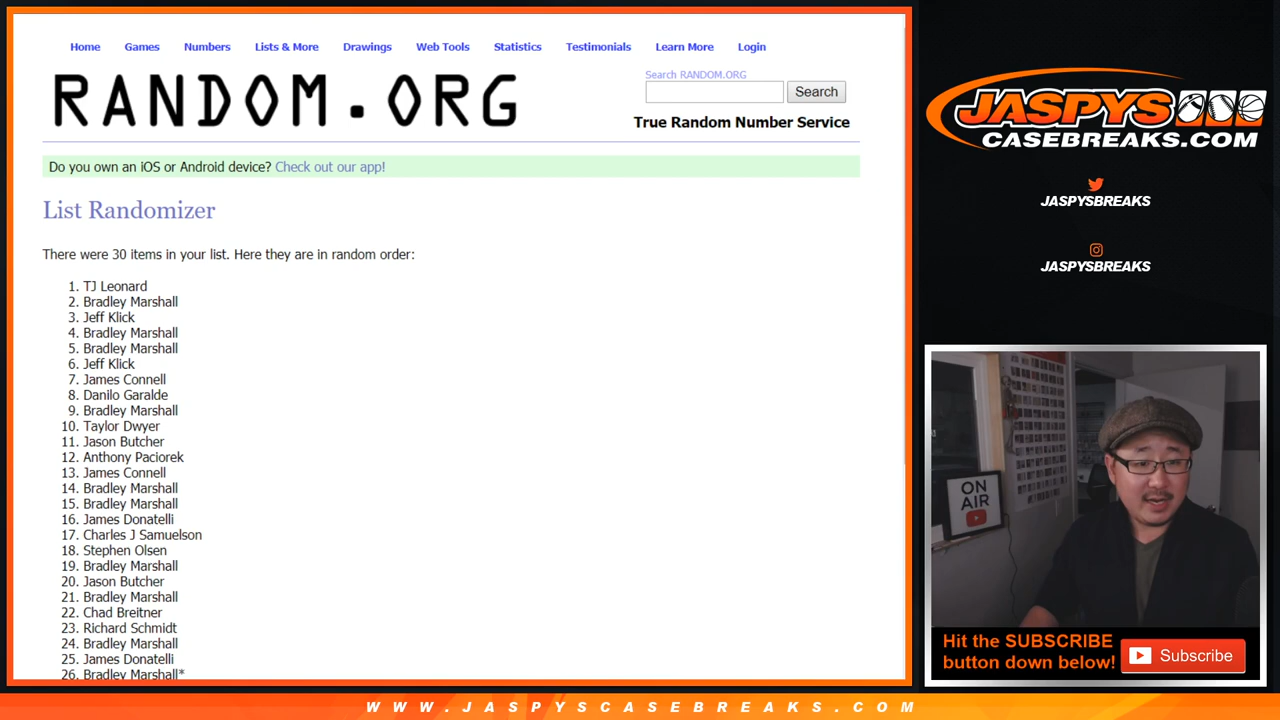 Home Games Numbers Lists & More Drawings Web Tools Statistics Testimonials Learn More Login
RANDOM.ORG
Search RANDOM.ORG
Search
True Random Number Service
Do you own an iOS or Android device? Check out our app!
List Randomizer
There were 30 items in your list. Here they are in random order:
1. TJ Leonard
2. Bradley Marshall
3. Jeff Klick
4. Bradley Marshall
5. Bradley Marshall
6. Jeff Klick
7. James Connell
8. Danilo Garalde
9. Bradley Marshall
10. Taylor Dwyer
11. Jason Butcher
12. Anthony Paciorek
13. James Connell
14. Bradley Marshall
15. Bradley Marshall
16. James Donatelli
17. Charles J Samuelson
18. Stephen Olsen
19. Bradley Marshall
20. Jason Butcher
21. Bradley Marshall
22. Chad Breitner
23. Richard Schmidt
24. Bradley Marshall
25. James Donatelli
26. Bradley Marshall*
JASPYS
CASEBREAKS.COM
JASPYSBREAKS
JASPYSBREAKS
ON
AIR
Hit the SUBSCRIBE
button down below!
Subscribe
WWW.JASPYSCASEBREAKS.COM